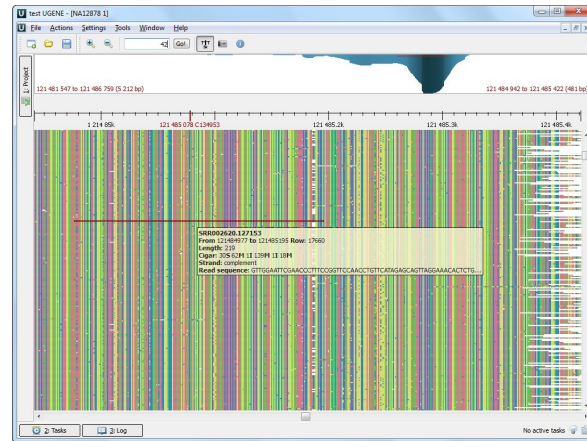 test UGENE - [NA12878 1]
File Actions Settings Tools Window Help
42 Go!
1: Project
121 481 547 to 121 486 759 (5 212 bp)
121 484 942 to 121 485 422 (481 bp)
1 214 85k 121 485 078 C134953 121 485.2k 121 485.3k 121 485.4k
SRR002620.127153
From 121484977 to 121485195 Row: 17660
Length: 219
Cigar: 30S 62M 1I 139M 1I 18M
Strand: complement
Read sequence: GTTGGAATTCGAACCCTTTCCGGTTCCAACCTGTTCATAGAGCAGTTAGGAAACACTCTG...
2: Tasks 3: Log No active tasks